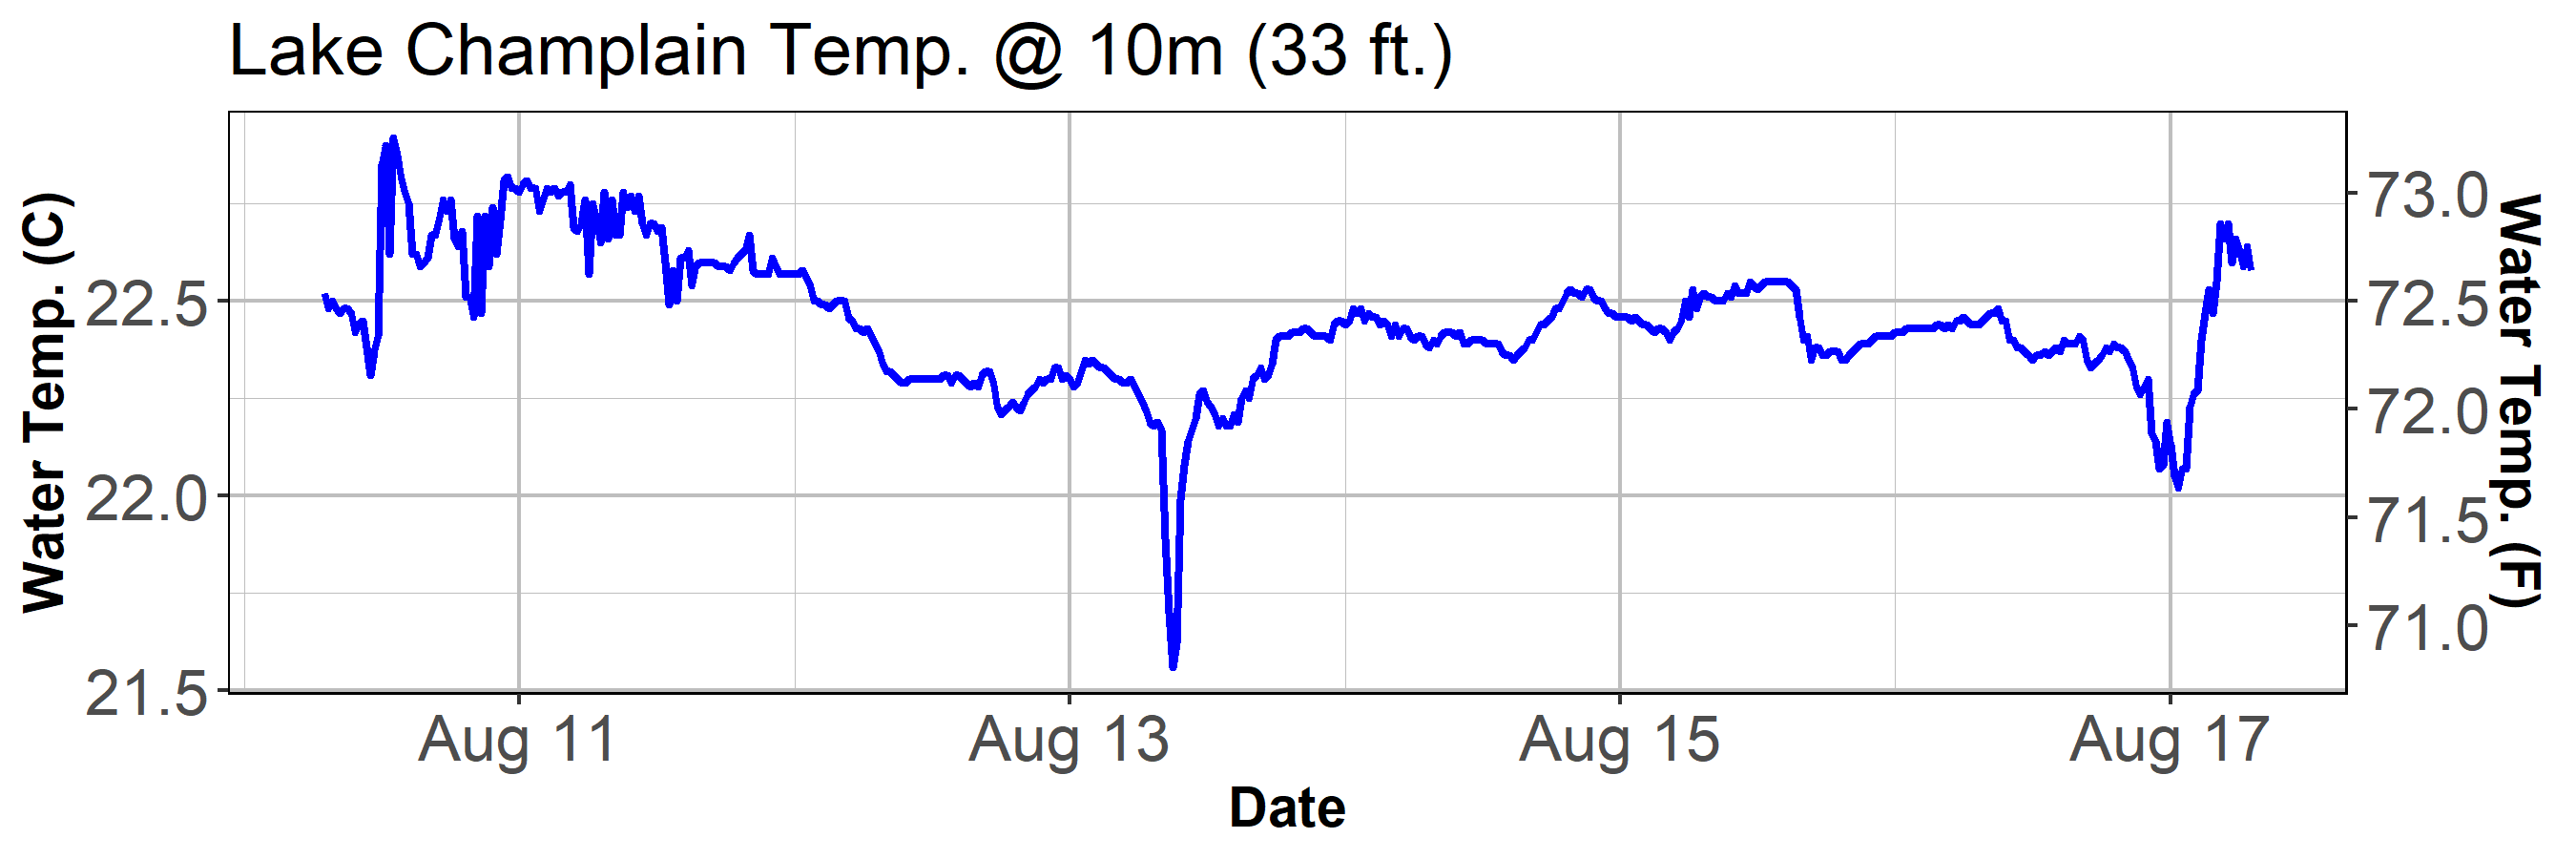 Lake Champlain Temp. @ 10m (33 ft.)
Water Temp. (C)
22.5
22.0
21.5
73.0
72.5
72.0
71.5
71.0
Water Temp. (F)
Aug 11
Aug 13
Aug 15
Aug 17
Date